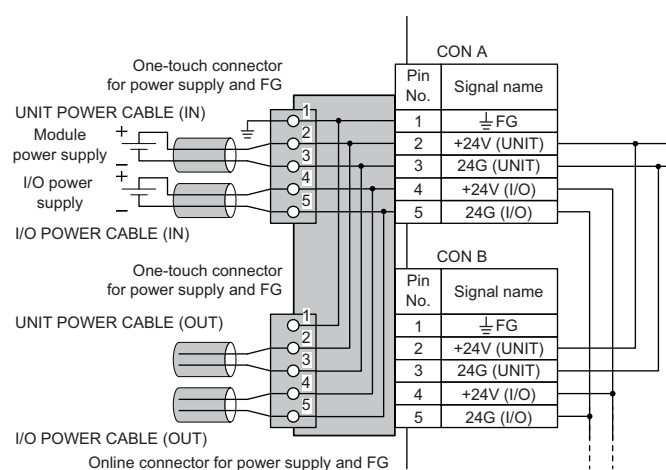 CON A
One-touch connector
for power supply and FG
Pin No. Signal name
UNIT POWER CABLE (IN)
Module power supply
+
−
I/O power supply
+
−
I/O POWER CABLE (IN)
1
2
3
4
5
1 FG
2 +24V (UNIT)
3 24G (UNIT)
4 +24V (I/O)
5 24G (I/O)
CON B
One-touch connector
for power supply and FG
Pin No. Signal name
UNIT POWER CABLE (OUT)
1
2
3
4
5
1 FG
2 +24V (UNIT)
3 24G (UNIT)
4 +24V (I/O)
5 24G (I/O)
I/O POWER CABLE (OUT)
Online connector for power supply and FG